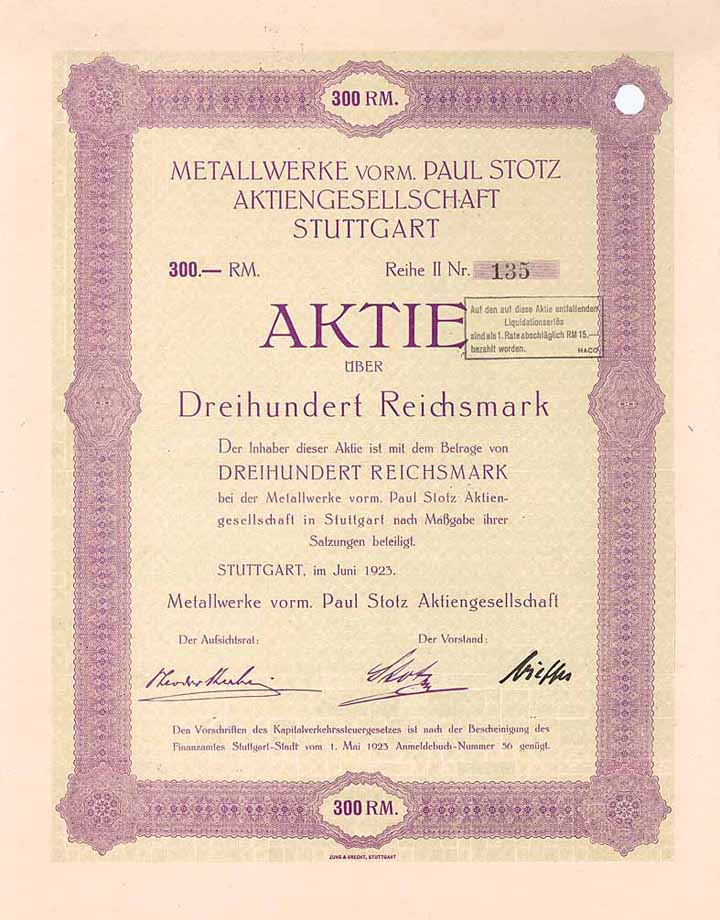 300 RM.
METALLWERKE VORM. PAUL STOTZ
AKTIENGESELLSCHAFT
STUTTGART
300.— RM. Reihe II Nr. 135
AKTIE
Auf den auf diese Aktie entfallenden
Liquidationserlös
sind als 1. Rate abschläglich RM 15.—
bezahlt worden. HACO
ÜBER
Dreihundert Reichsmark
Der Inhaber dieser Aktie ist mit dem Betrage von
DREIHUNDERT REICHSMARK
bei der Metallwerke vorm. Paul Stotz Aktien-
gesellschaft in Stuttgart nach Maßgabe ihrer
Satzungen beteiligt.
STUTTGART, im Juni 1923.
Metallwerke vorm. Paul Stotz Aktiengesellschaft
Der Aufsichtsrat: Der Vorstand:
Stotz
Den Vorschriften des Kapitalverkehrssteuergesetzes ist nach der Bescheinigung des
Finanzamtes Stuttgart-Stadt vom 1. Mai 1923 Anmeldebuch-Nummer 56 genügt.
300 RM.
JUNG & BRECHT, STUTTGART